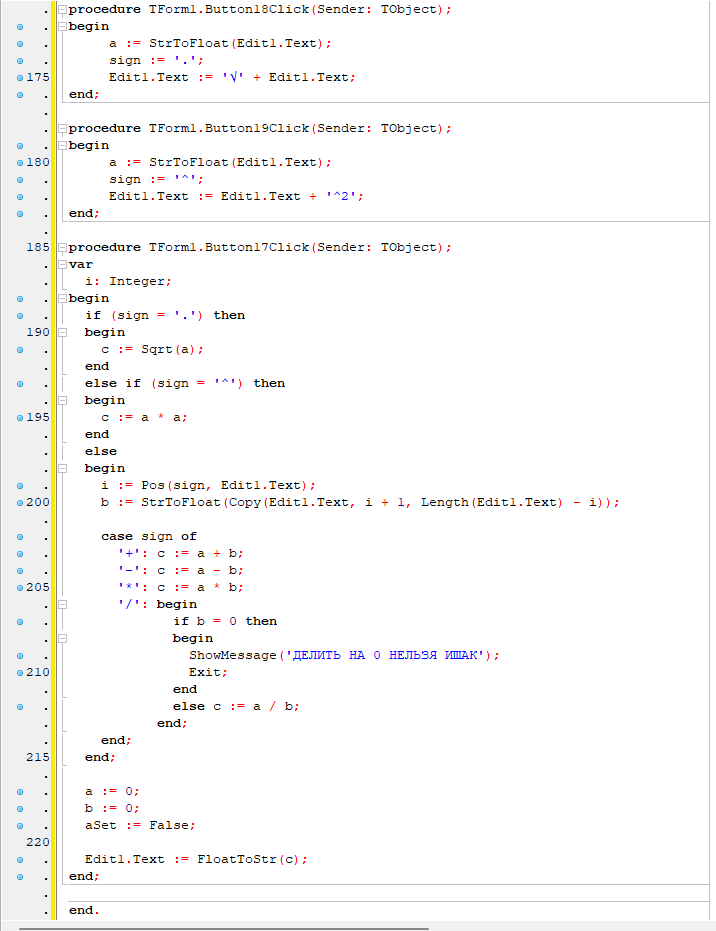 procedure TForm1.Button18Click(Sender: TObject);
begin
a := StrToFloat(Edit1.Text);
sign := '.';
175 Edit1.Text := '√' + Edit1.Text;
end;
procedure TForm1.Button19Click(Sender: TObject);
begin
180 a := StrToFloat(Edit1.Text);
sign := '^';
Edit1.Text := Edit1.Text + '^2';
end;
185 procedure TForm1.Button17Click(Sender: TObject);
var
i: Integer;
begin
if (sign = '.') then
190 begin
c := Sqrt(a);
end
else if (sign = '^') then
begin
195 c := a * a;
end
else
begin
i := Pos(sign, Edit1.Text);
200 b := StrToFloat(Copy(Edit1.Text, i + 1, Length(Edit1.Text) - i));
case sign of
'+': c := a + b;
'-': c := a - b;
205 '*': c := a * b;
'/': begin
if b = 0 then
begin
ShowMessage('ДЕЛИТЬ НА 0 НЕЛЬЗЯ ИШАК');
210 Exit;
end
else c := a / b;
end;
end;
215 end;
a := 0;
b := 0;
aSet := False;
220
Edit1.Text := FloatToStr(c);
end;
end.